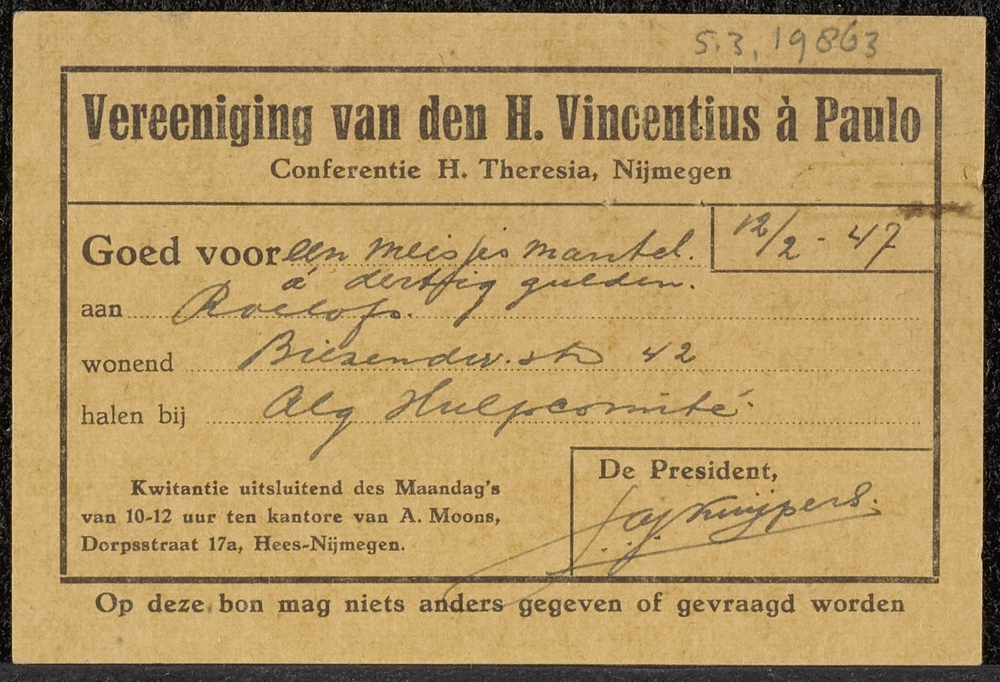 5.3.19863
Vereeniging van den H. Vincentius à Paulo
Conferentie H. Theresia, Nijmegen
12/2 - 47
Goed voor een meisjes mantel.
à dertig gulden.
aan Roelofs.
wonend str 42
halen bij Alg Hulpcomité.
Kwitantie uitsluitend des Maandag's
van 10-12 uur ten kantore van A. Moons,
Dorpsstraat 17a, Hees-Nijmegen.
De President,
Kuijpers.
Op deze bon mag niets anders gegeven of gevraagd worden